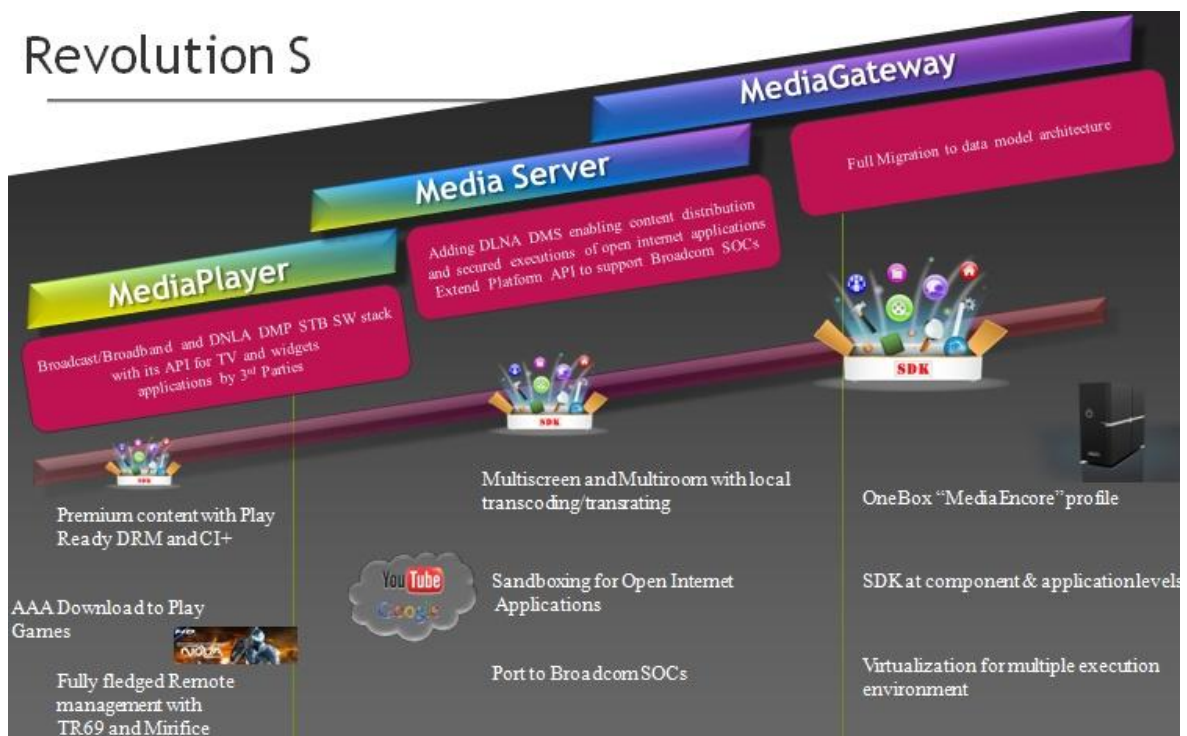 Revolution S
MediaPlayer
Broadcast/Broadband and DNLA DMP STB SW stack
with its API for TV and widgets
applications by 3rd Parties
SDK
Premium content with Play
Ready DRM and CI+
AAA Download to Play
Games
NOVA
Fully fledged Remote
management with
TR69 and Mirifice
Media Server
Adding DLNA DMS enabling content distribution
and secured executions of open internet applications
Extend Platform API to support Broadcom SOCs
SDK
Multiscreen and Multiroom with local
transcoding/transrating
YouTube
Google
Sandboxing for Open Internet
Applications
Port to Broadcom SOCs
MediaGateway
Full Migration to data model architecture
SDK
OneBox “MediaEncore” profile
SDK at component & application levels
Virtualization for multiple execution
environment